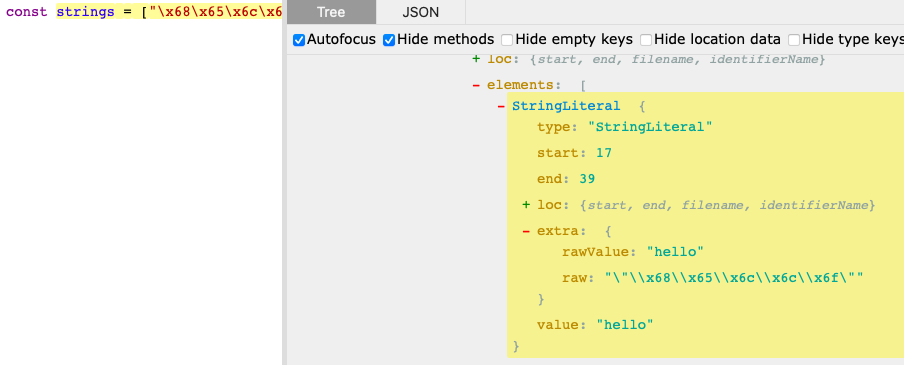 const strings = ["\x68\x65\x6c\x6
Tree JSON
Autofocus Hide methods Hide empty keys Hide location data Hide type keys
+ loc: {start, end, filename, identifierName}
- elements: [
- StringLiteral {
type: "StringLiteral"
start: 17
end: 39
+ loc: {start, end, filename, identifierName}
- extra: {
rawValue: "hello"
raw: "\"\\x68\\x65\\x6c\\x6c\\x6f\""
}
value: "hello"
}